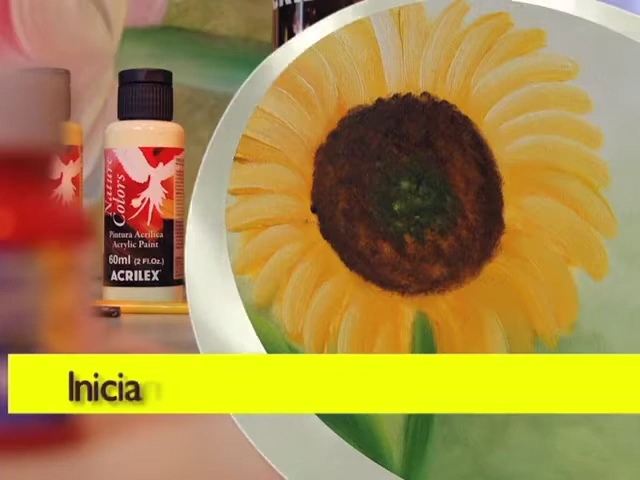 Nature
Colors
Pintura Acrílica
Acrylic Paint
60ml (2 Fl.Oz.)
ACRILEX
Inicia